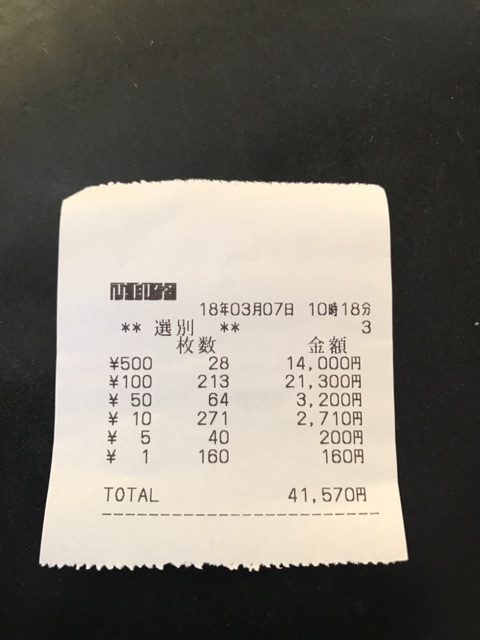 再印字
18年03月07日 10時18分
** 選別 ** 3
枚数 金額
¥500 28 14,000円
¥100 213 21,300円
¥ 50 64 3,200円
¥ 10 271 2,710円
¥ 5 40 200円
¥ 1 160 160円
TOTAL 41,570円